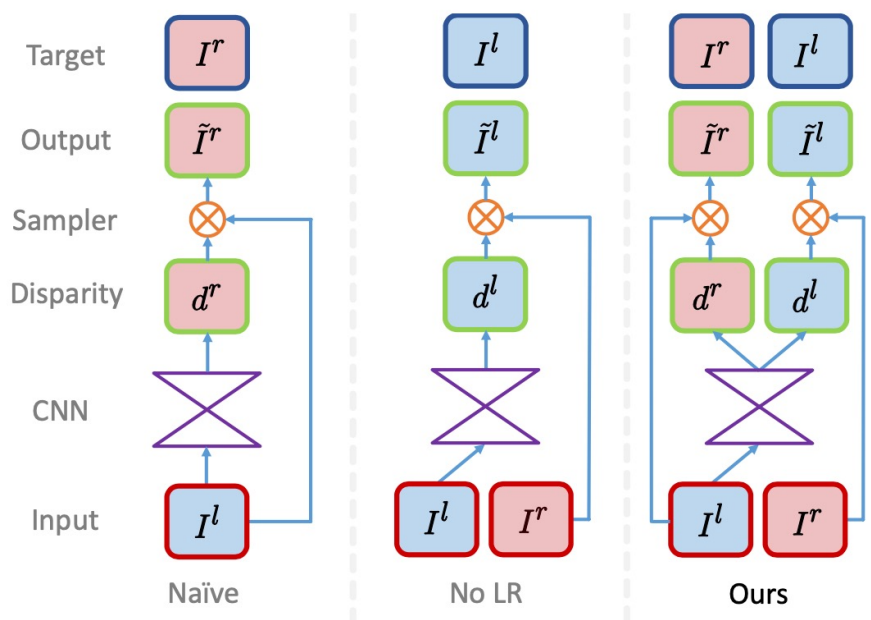 Target I^r I^l I^r I^l
Output Ĩ^r Ĩ^l Ĩ^r Ĩ^l
Sampler
Disparity d^r d^l d^r d^l
CNN
Input I^l I^l I^r I^l I^r
Naïve No LR Ours